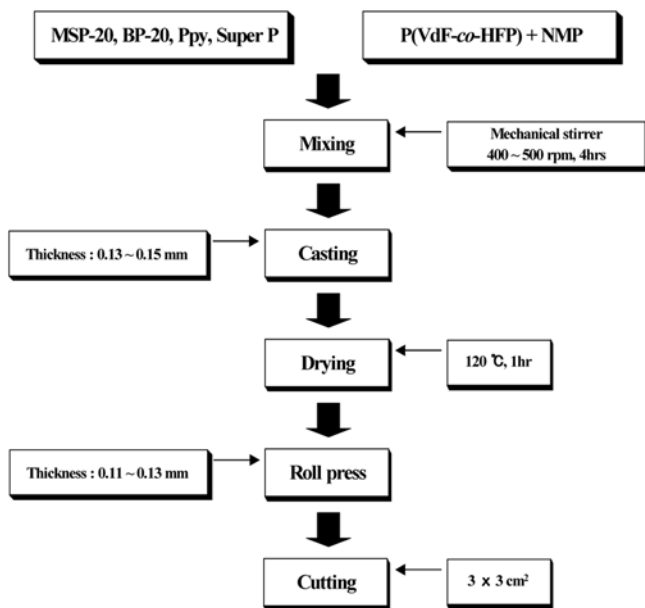 MSP-20, BP-20, Ppy, Super P
P(VdF-co-HFP) + NMP
Mixing
Mechanical stirrer
400 ~ 500 rpm, 4hrs
Thickness : 0.13 ~ 0.15 mm
Casting
Drying
120 ℃, 1hr
Thickness : 0.11 ~ 0.13 mm
Roll press
Cutting
3 x 3 cm²